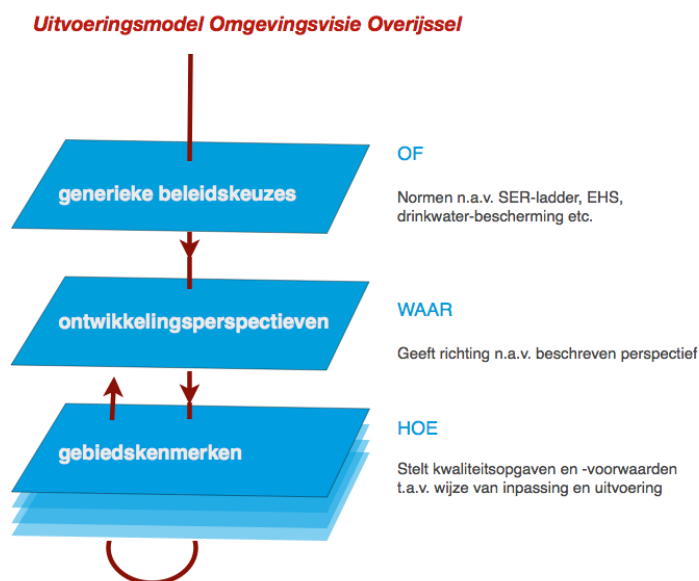 Uitvoeringsmodel Omgevingsvisie Overijssel
generieke beleidskeuzes
OF
Normen n.a.v. SER-ladder, EHS,
drinkwater-bescherming etc.
ontwikkelingsperspectieven
WAAR
Geeft richting n.a.v. beschreven perspectief
gebiedskenmerken
HOE
Stelt kwaliteitsopgaven en -voorwaarden
t.a.v. wijze van inpassing en uitvoering